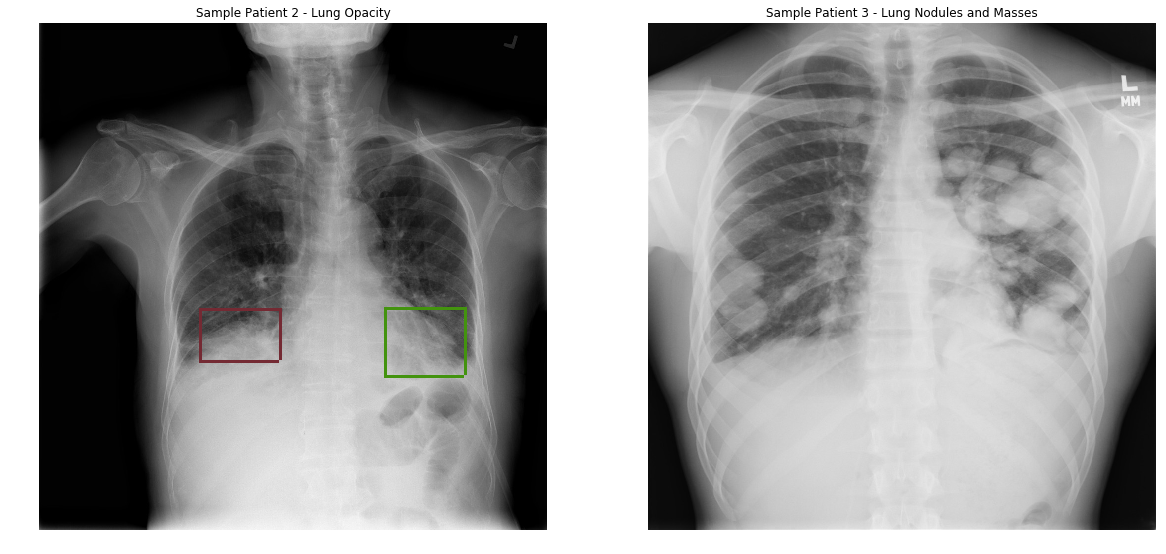 Sample Patient 2 - Lung Opacity
L
Sample Patient 3 - Lung Nodules and Masses
L
MM